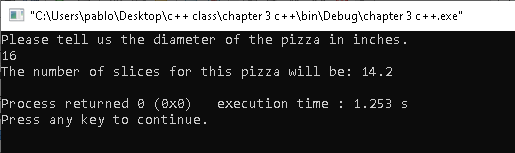 "C:\Users\pablo\Desktop\c++ class\chapter 3 c++\bin\Debug\chapter 3 c++.exe"
Please tell us the diameter of the pizza in inches.
16
The number of slices for this pizza will be: 14.2
Process returned 0 (0x0)   execution time : 1.253 s
Press any key to continue.